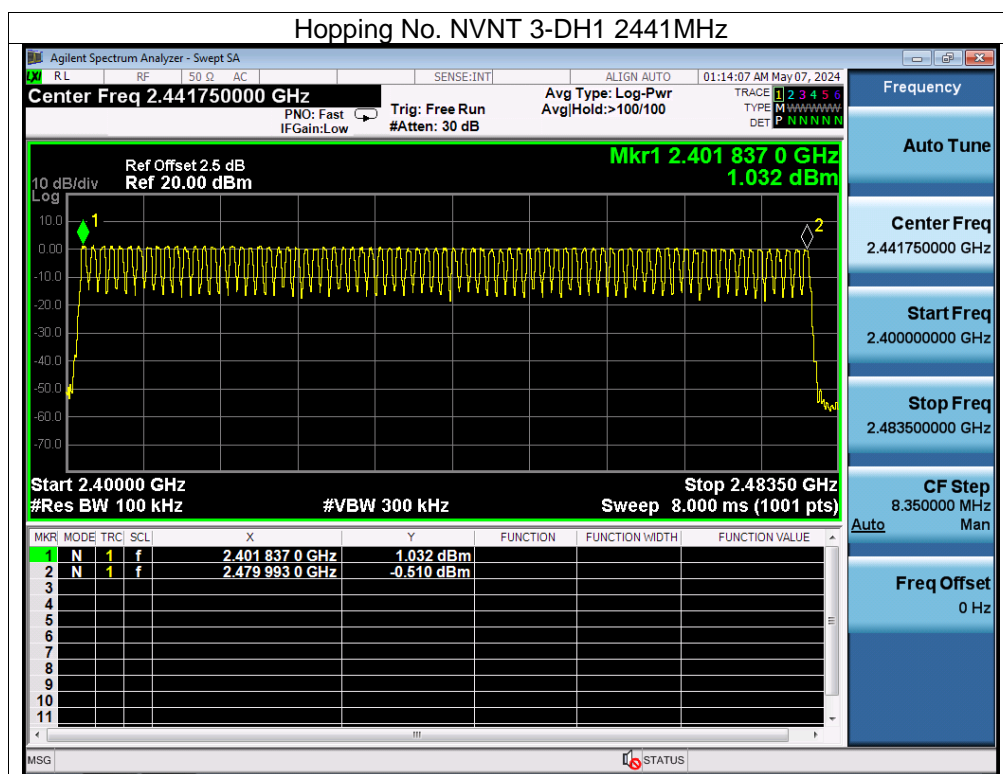 Hopping No. NVNT 3-DH1 2441MHz
Agilent Spectrum Analyzer - Swept SA
LXI RL RF 50 Ω AC SENSE:INT ALIGN AUTO 01:14:07 AM May 07, 2024
Center Freq 2.441750000 GHz
PNO: Fast
IFGain:Low
Trig: Free Run
#Atten: 30 dB
Avg Type: Log-Pwr
Avg|Hold:>100/100
TRACE 1 2 3 4 5 6
TYPE M WWWWW
DET P N N N N N
Ref Offset 2.5 dB
10 dB/div Ref 20.00 dBm
Log
Mkr1 2.401 837 0 GHz
1.032 dBm
10.0
0.00
-10.0
-20.0
-30.0
-40.0
-50.0
-60.0
-70.0
1
2
Start 2.40000 GHz Stop 2.48350 GHz
#Res BW 100 kHz #VBW 300 kHz Sweep 8.000 ms (1001 pts)
MKR MODE TRC SCL X Y FUNCTION FUNCTION WIDTH FUNCTION VALUE
1 N 1 f 2.401 837 0 GHz 1.032 dBm
2 N 1 f 2.479 993 0 GHz -0.510 dBm
3
4
5
6
7
8
9
10
11
MSG STATUS
Frequency
Auto Tune
Center Freq
2.441750000 GHz
Start Freq
2.400000000 GHz
Stop Freq
2.483500000 GHz
CF Step
8.350000 MHz
Auto Man
Freq Offset
0 Hz